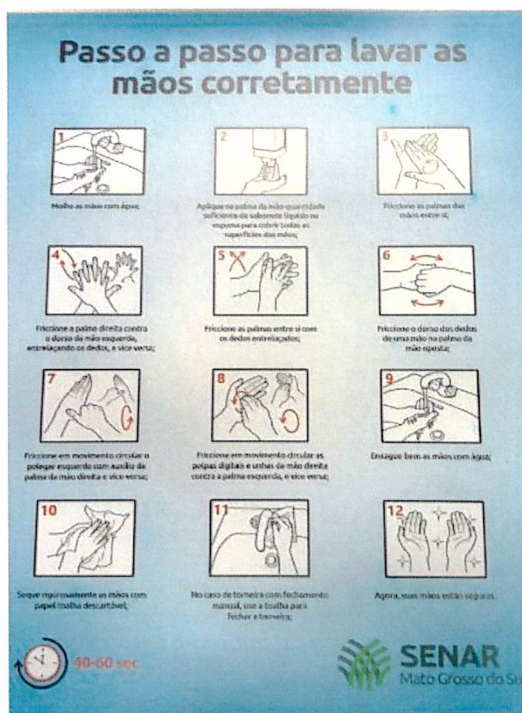 Passo a passo para lavar as
mãos corretamente
1
2
3
Molhe as mãos com água;
Aplique na palma da mão quantidade
suficiente de sabonete líquido ou
espuma para cobrir todas as
superfícies das mãos;
Friccione as palmas das
mãos entre si;
4
5
6
Friccione a palma direita contra
o dorso da mão esquerda,
entrelaçando os dedos, e vice-versa;
Friccione as palmas entre si com
os dedos entrelaçados;
Friccione o dorso dos dedos
de uma mão na palma da
mão oposta;
7
8
9
Friccione em movimento circular o
polegar esquerdo com auxílio da
palma da mão direita e vice-versa;
Friccione em movimento circular as
polpas digitais e unhas da mão direita
contra a palma esquerda, e vice-versa;
Enxague bem as mãos com água;
10
11
12
Seque rigorosamente as mãos com
papel toalha descartável;
No caso de torneira com fechamento
manual, use a toalha para
fechar a torneira;
Agora, suas mãos estão seguras.
40-60 sec.
SENAR
Mato Grosso do Su